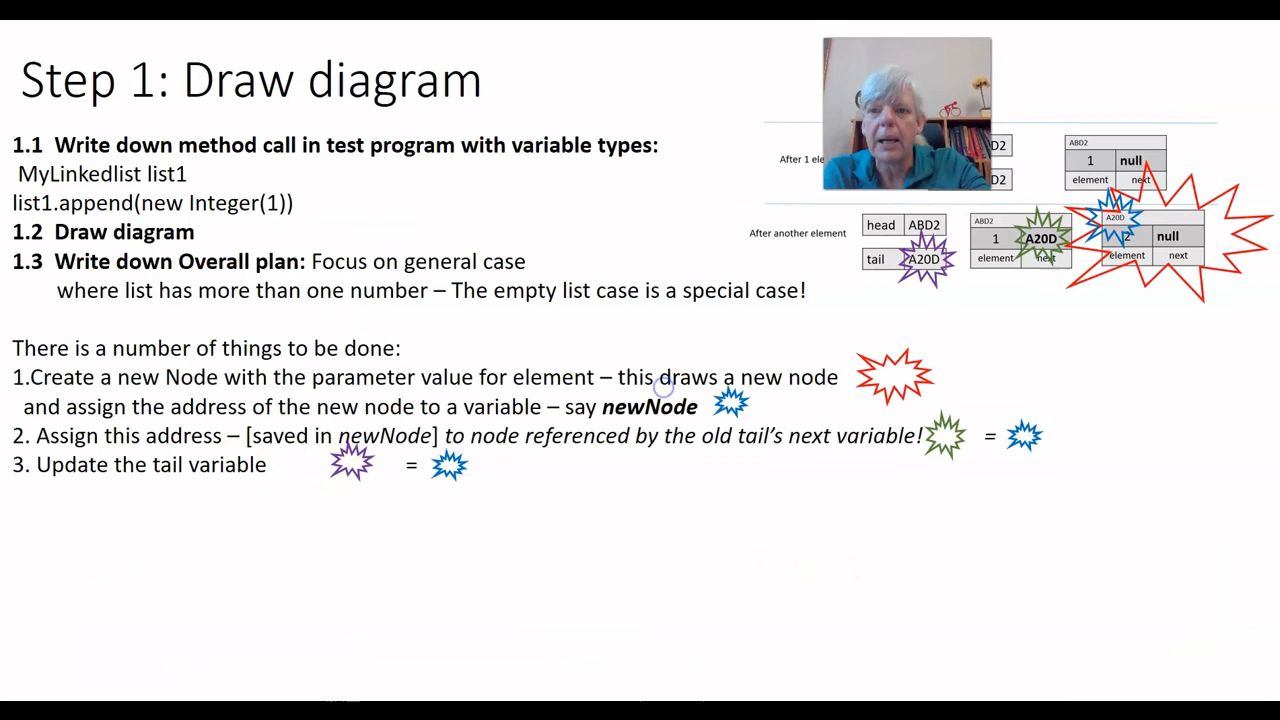 Step 1: Draw diagram
1.1 Write down method call in test program with variable types:
MyLinkedlist list1
list1.append(new Integer(1))
1.2 Draw diagram
1.3 Write down Overall plan: Focus on general case
where list has more than one number – The empty list case is a special case!
There is a number of things to be done:
1.Create a new Node with the parameter value for element – this draws a new node
and assign the address of the new node to a variable – say newNode
2. Assign this address – [saved in newNode] to node referenced by the old tail's next variable! =
3. Update the tail variable =
After 1 ele
D2
D2
ABD2
1 null
element next
After another element
head ABD2
tail A20D
ABD2
1 A20D
element next
A20D
2 null
element next